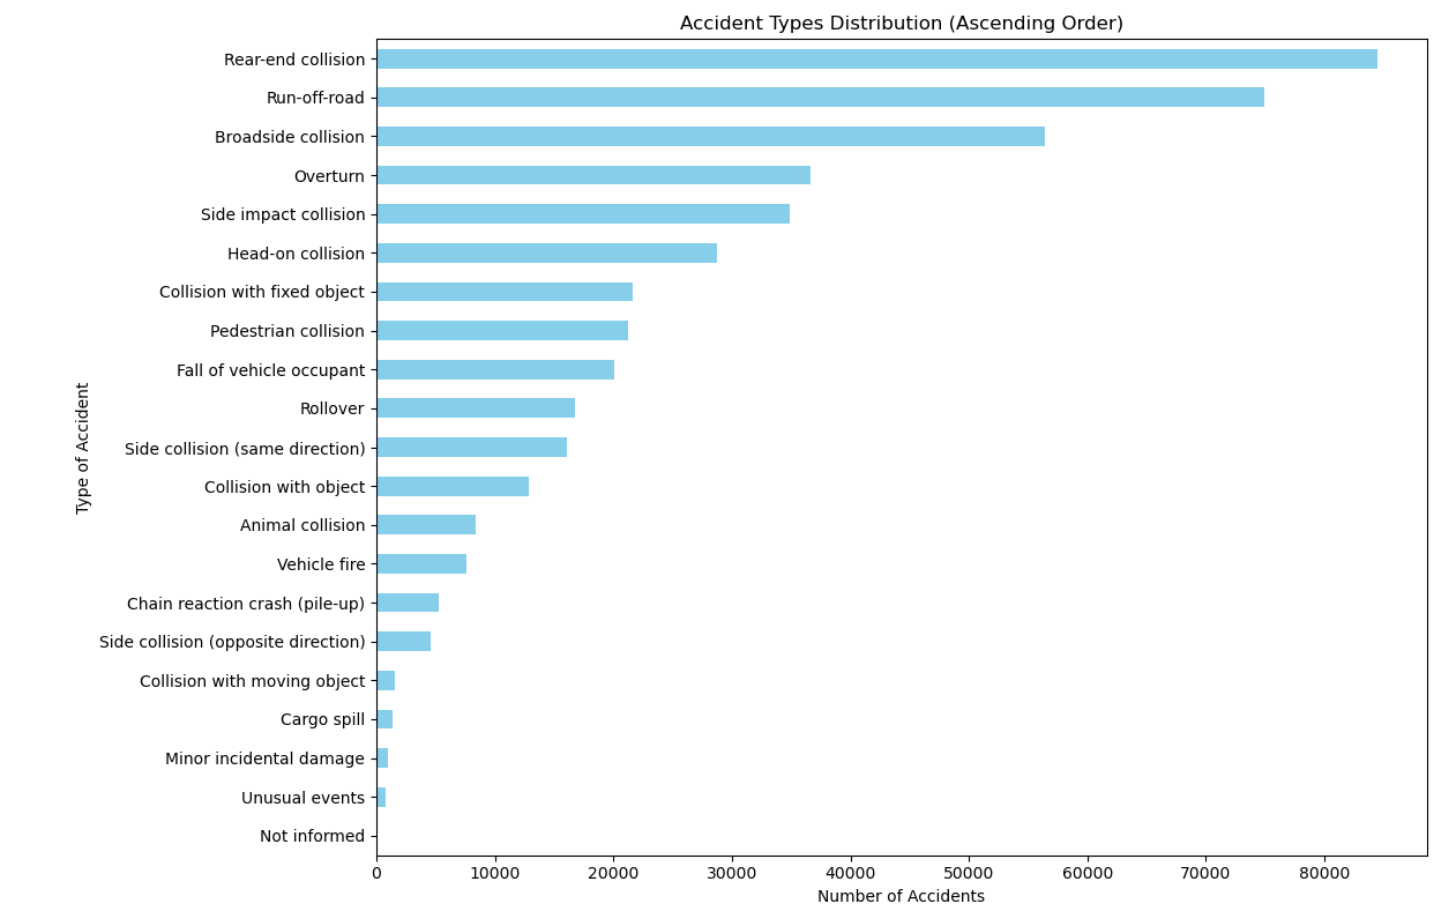 Accident Types Distribution (Ascending Order)
Rear-end collision
Run-off-road
Broadside collision
Overturn
Side impact collision
Head-on collision
Collision with fixed object
Pedestrian collision
Fall of vehicle occupant
Rollover
Side collision (same direction)
Collision with object
Animal collision
Vehicle fire
Chain reaction crash (pile-up)
Side collision (opposite direction)
Collision with moving object
Cargo spill
Minor incidental damage
Unusual events
Not informed
Type of Accident
0 10000 20000 30000 40000 50000 60000 70000 80000
Number of Accidents